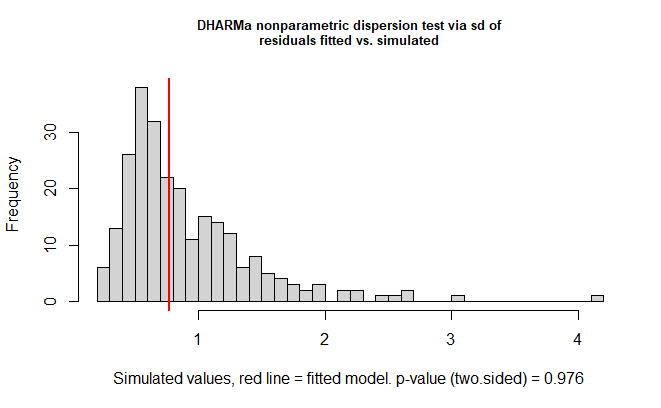 DHARMa nonparametric dispersion test via sd of
residuals fitted vs. simulated
Frequency
30
20
10
0
1 2 3 4
Simulated values, red line = fitted model. p-value (two.sided) = 0.976